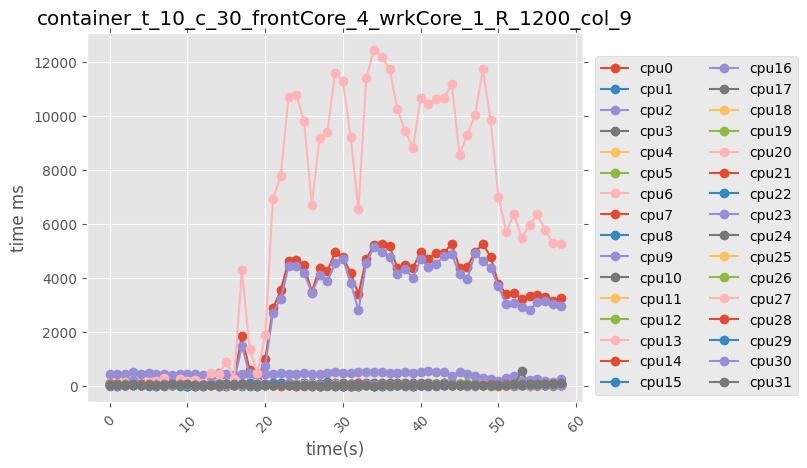 container_t_10_c_30_frontCore_4_wrkCore_1_R_1200_col_9
time ms
12000
10000
8000
6000
4000
2000
0
0
10
20
30
40
50
60
time(s)
cpu0
cpu1
cpu2
cpu3
cpu4
cpu5
cpu6
cpu7
cpu8
cpu9
cpu10
cpu11
cpu12
cpu13
cpu14
cpu15
cpu16
cpu17
cpu18
cpu19
cpu20
cpu21
cpu22
cpu23
cpu24
cpu25
cpu26
cpu27
cpu28
cpu29
cpu30
cpu31